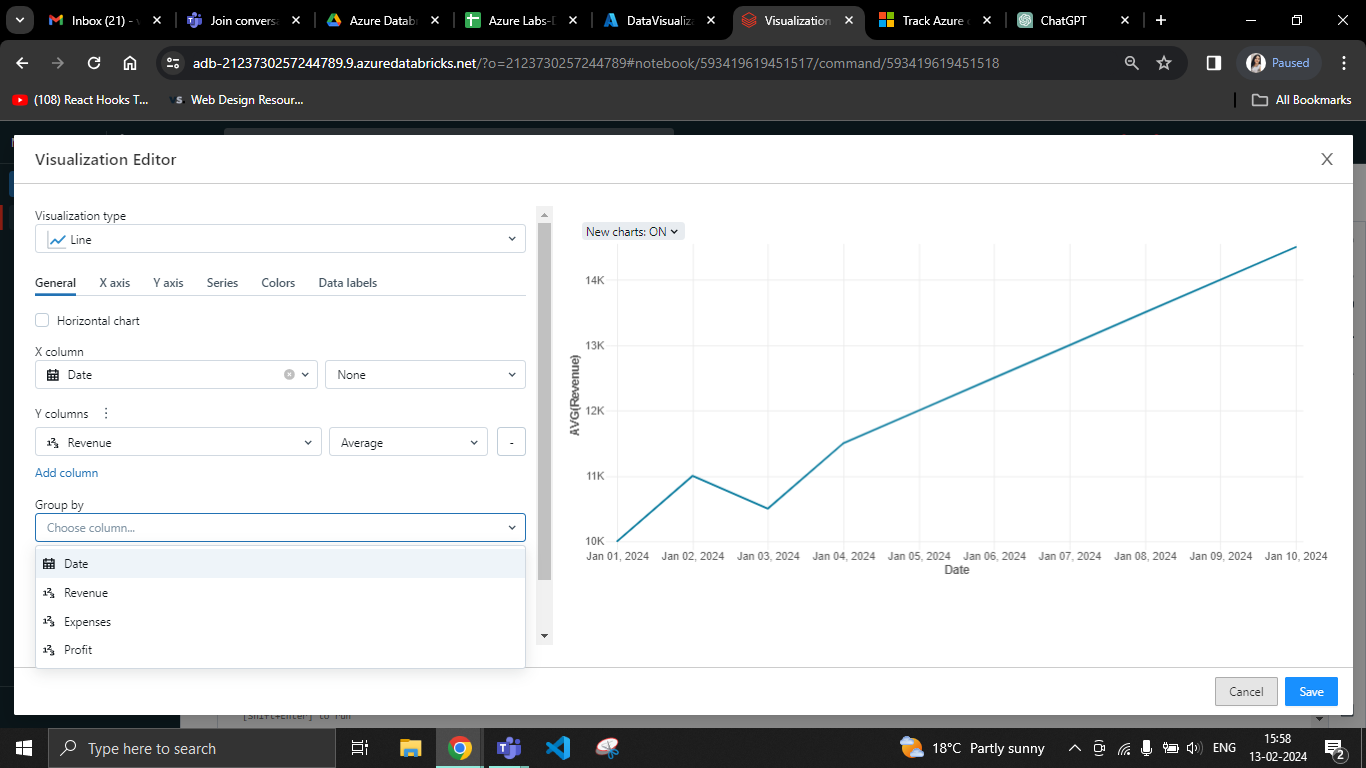 Inbox (21) -
Join convers
Azure Datab
Azure Labs-D
DataVisualiz
Visualization
Track Azure
ChatGPT
adb-2123730257244789.9.azuredatabricks.net/?o=2123730257244789#notebook/593419619451517/command/593419619451518
Paused
(108) React Hooks T...
VS
Web Design Resour...
All Bookmarks
Visualization Editor
Visualization type
Line
General X axis Y axis Series Colors Data labels
Horizontal chart
X column
Date
None
Y columns
Revenue
Average
-
Add column
Group by
Choose column...
Date
Revenue
Expenses
Profit
New charts: ON
14K
13K
12K
11K
10K
AVG(Revenue)
Jan 01, 2024 Jan 02, 2024 Jan 03, 2024 Jan 04, 2024 Jan 05, 2024 Jan 06, 2024 Jan 07, 2024 Jan 08, 2024 Jan 09, 2024 Jan 10, 2024
Date
Cancel
Save
[Shift+Enter] to run
Type here to search
18°C Partly sunny
ENG
15:58
13-02-2024
2